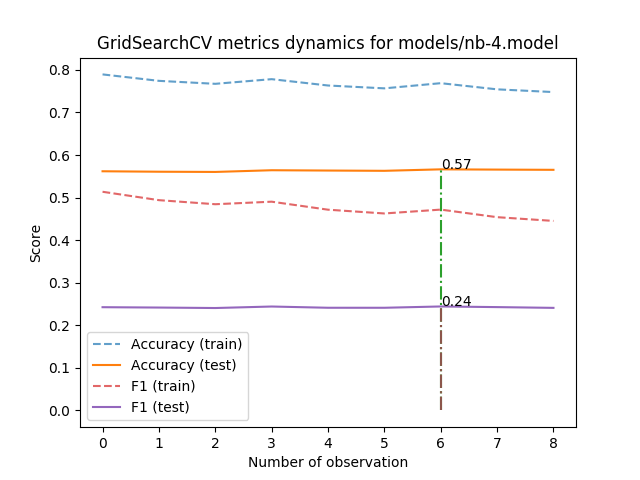 GridSearchCV metrics dynamics for models/nb-4.model
0.8
0.7
0.6
0.5
0.4
0.3
0.2
0.1
0.0
Score
0.57
0.24
Accuracy (train)
Accuracy (test)
F1 (train)
F1 (test)
0 1 2 3 4 5 6 7 8
Number of observation